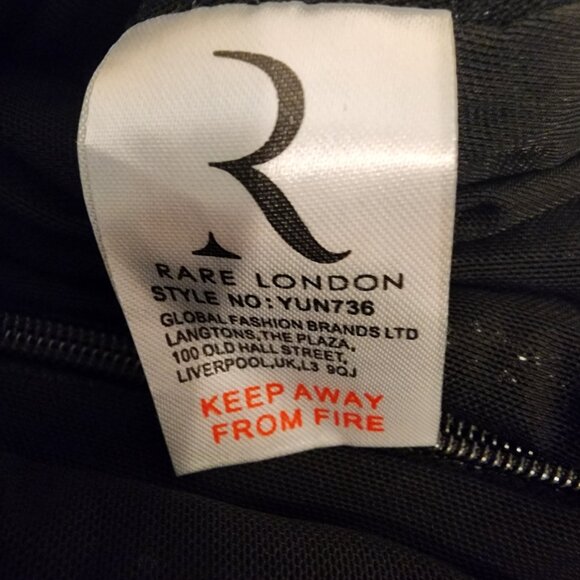 R
RARE LONDON
STYLE NO: YUN736
GLOBAL FASHION BRANDS LTD
LANGTONS,THE PLAZA,
100 OLD HALL STREET,
LIVERPOOL,UK,L3 9QJ
KEEP AWAY
FROM FIRE